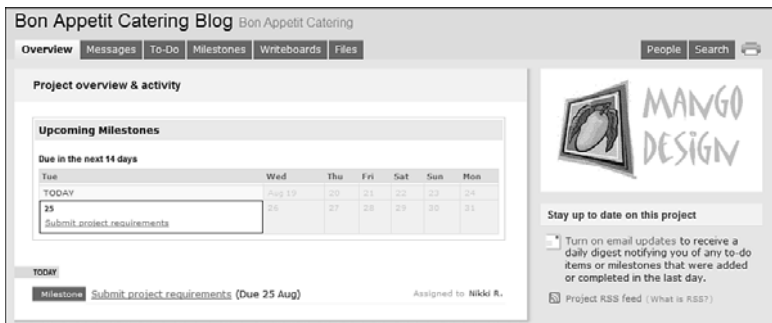 Bon Appetit Catering Blog Bon Appetit Catering
Overview Messages To-Do Milestones Writeboards Files People Search
Project overview & activity
Upcoming Milestones
Due in the next 14 days
Tue Wed Thu Fri Sat Sun Mon
TODAY Aug 19 20 21 22 23 24
25 26 27 28 29 30 31
Submit project requirements
TODAY
Milestone Submit project requirements (Due 25 Aug) Assigned to Nikki R.
MANGO
DESIGN
Stay up to date on this project
Turn on email updates to receive a
daily digest notifying you of any to-do
items or milestones that were added
or completed in the last day.
Project RSS feed (What is RSS?)